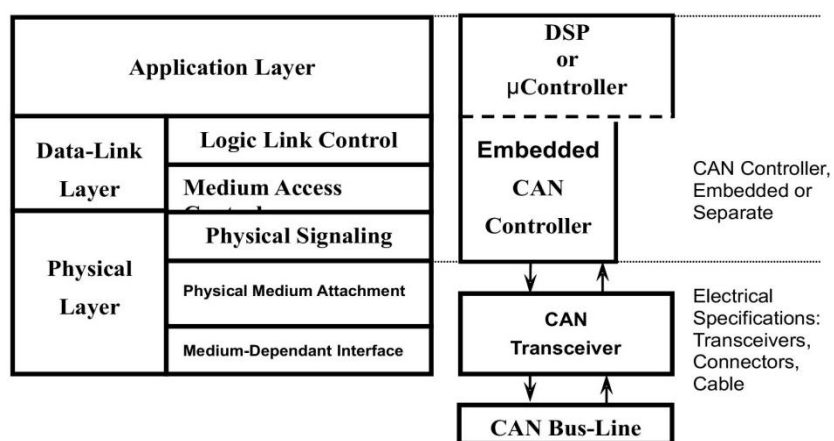 Application Layer
Data-Link
Layer
Logic Link Control
Medium Access
Physical
Layer
Physical Signaling
Physical Medium Attachment
Medium-Dependant Interface
DSP
or
µController
Embedded
CAN
Controller
CAN
Transceiver
CAN Bus-Line
CAN Controller,
Embedded or
Separate
Electrical
Specifications:
Transceivers,
Connectors,
Cable